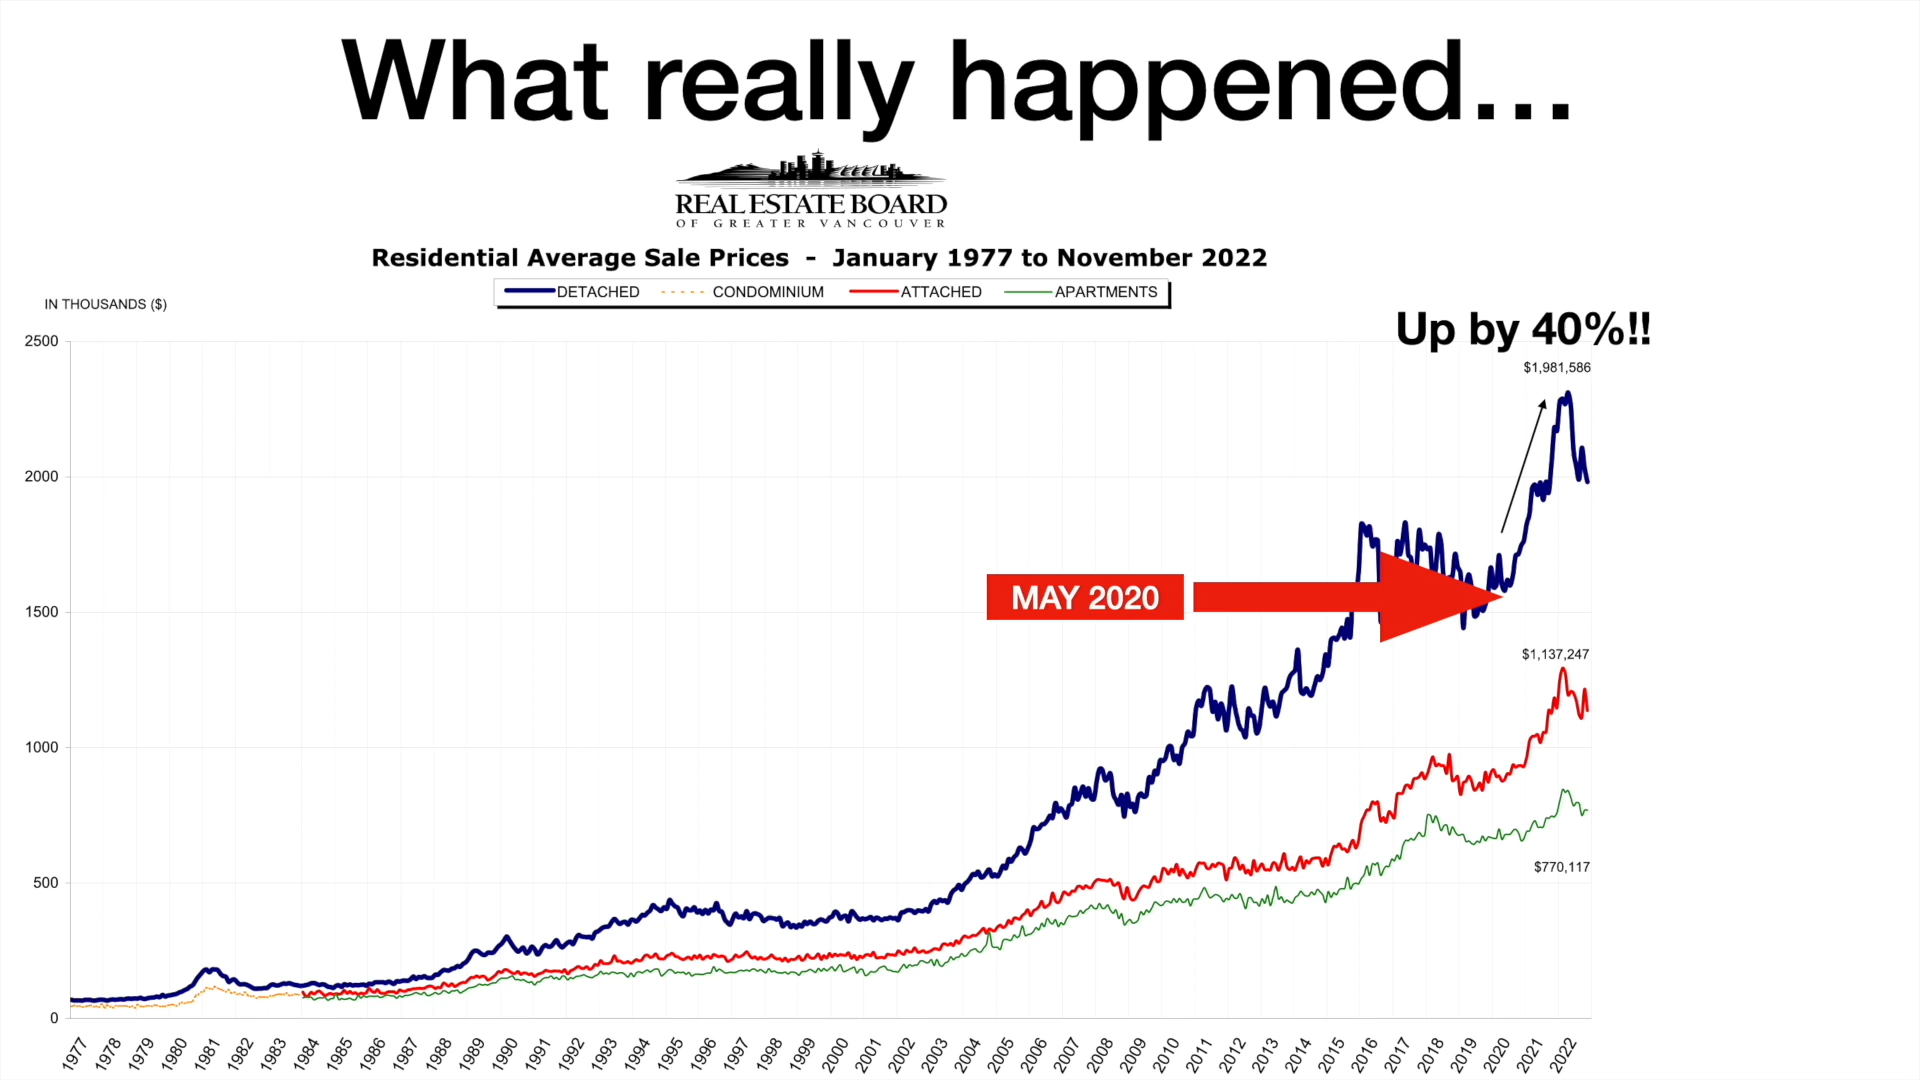 What really happened...
REAL ESTATE BOARD
OF GREATER VANCOUVER
Residential Average Sale Prices - January 1977 to November 2022
DETACHED CONDOMINIUM ATTACHED APARTMENTS
IN THOUSANDS ($)
Up by 40%!!
2500
$1,981,586
2000
MAY 2020
1500
$1,137,247
1000
$770,117
500
0
1977 1978 1979 1980 1981 1982 1983 1984 1985 1986 1987 1988 1989 1990 1991 1992 1993 1994 1995 1996 1997 1998 1999 2000 2001 2002 2003 2004 2005 2006 2007 2008 2009 2010 2011 2012 2013 2014 2015 2016 2017 2018 2019 2020 2021 2022